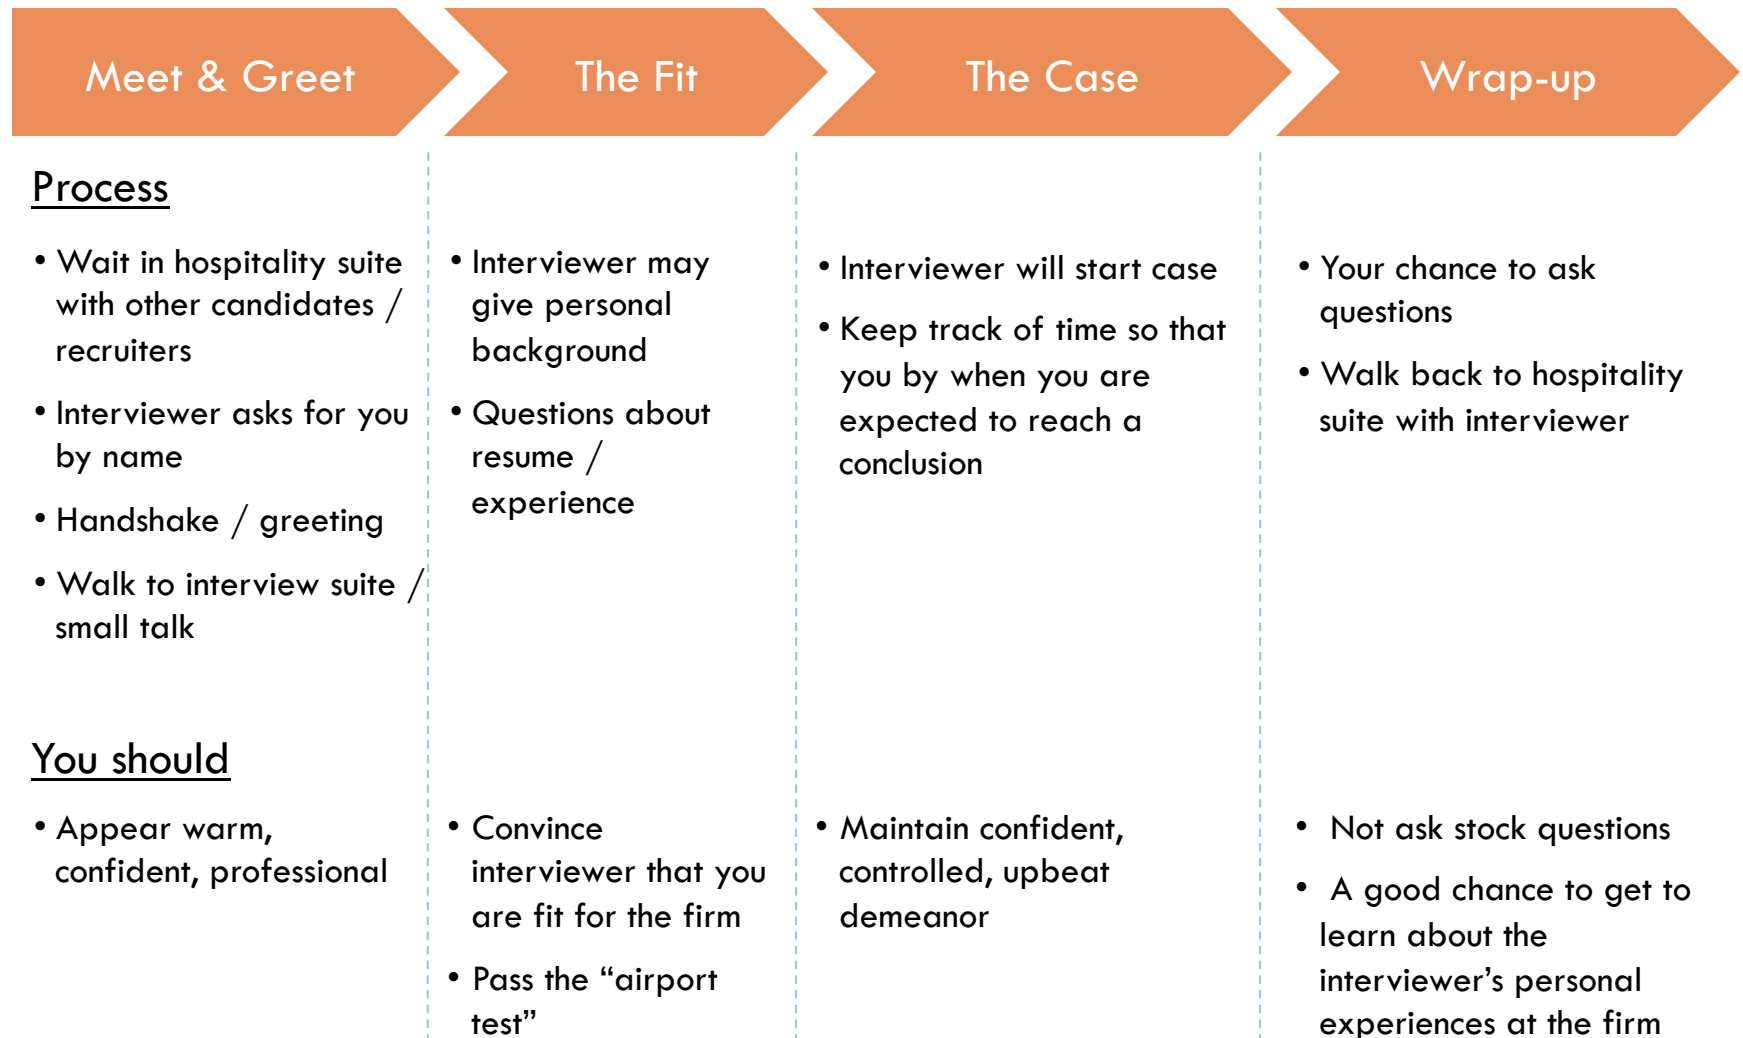 Meet & Greet
The Fit
The Case
Wrap-up
Process
• Wait in hospitality suite
with other candidates /
recruiters
• Interviewer asks for you
by name
• Handshake / greeting
• Walk to interview suite /
small talk
• Interviewer may
give personal
background
• Questions about
resume /
experience
• Interviewer will start case
• Keep track of time so that
you by when you are
expected to reach a
conclusion
• Your chance to ask
questions
• Walk back to hospitality
suite with interviewer
You should
• Appear warm,
confident, professional
• Convince
interviewer that you
are fit for the firm
• Pass the “airport
test”
• Maintain confident,
controlled, upbeat
demeanor
• Not ask stock questions
• A good chance to get to
learn about the
interviewer’s personal
experiences at the firm